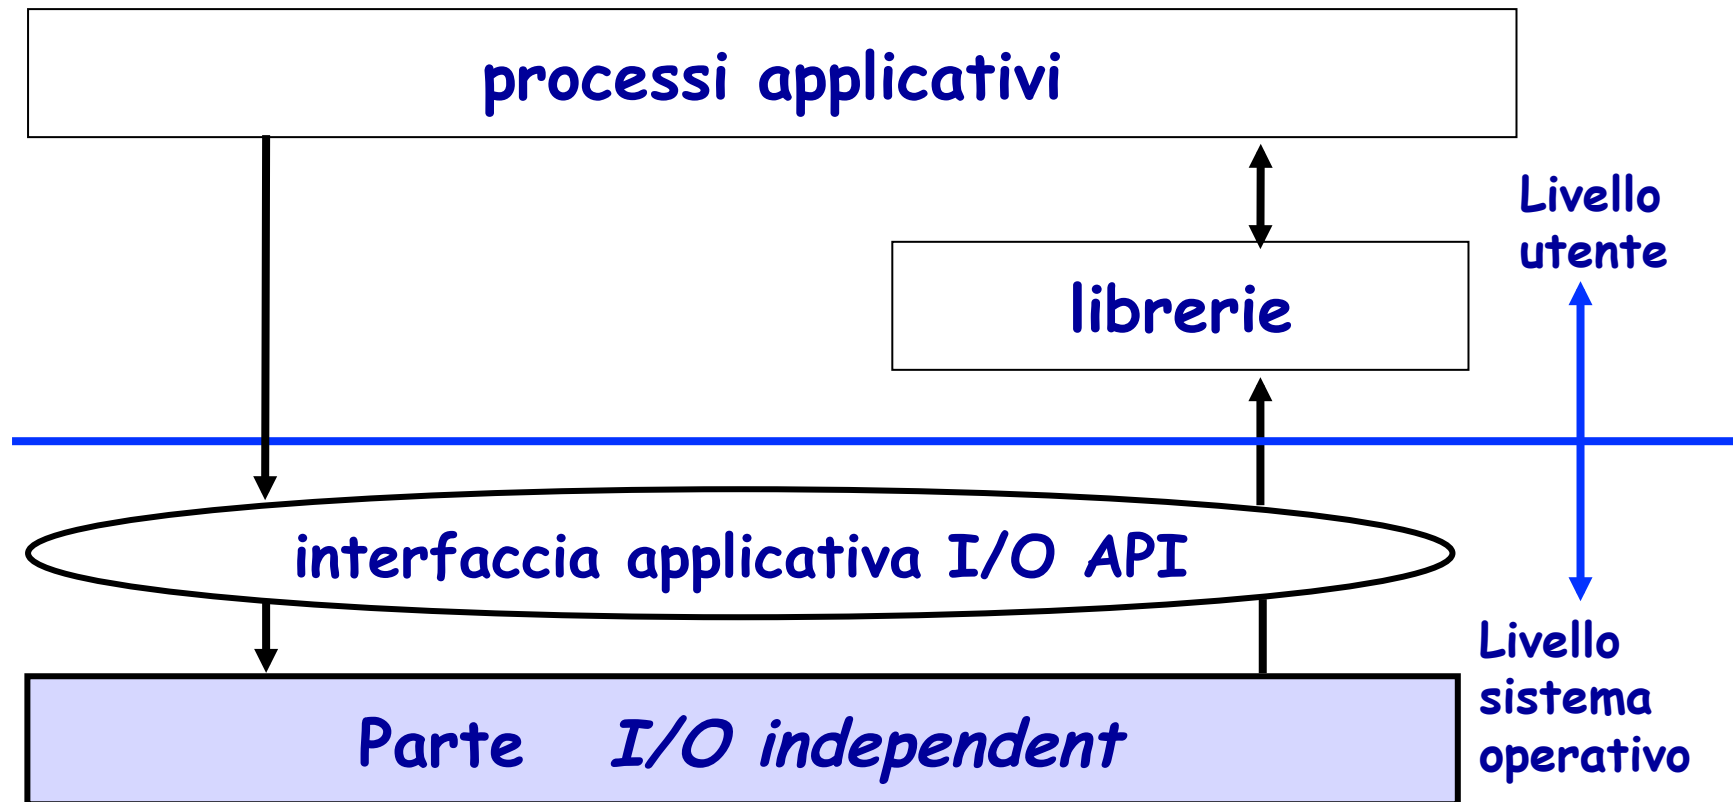 processi applicativi
Livello
utente
librerie
interfaccia applicativa I/O API
Livello
sistema
operativo
Parte I/O independent